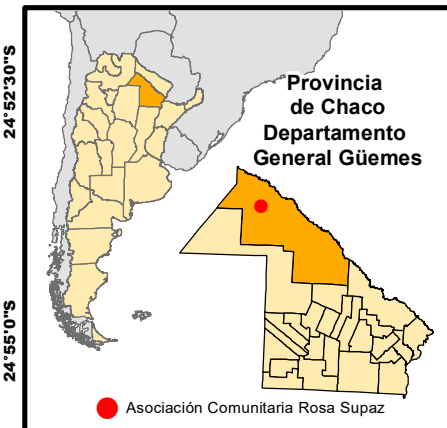 24°52'30"S
Provincia
de Chaco
Departamento
General Güemes
24°55'0"S
Asociación Comunitaria Rosa Supaz